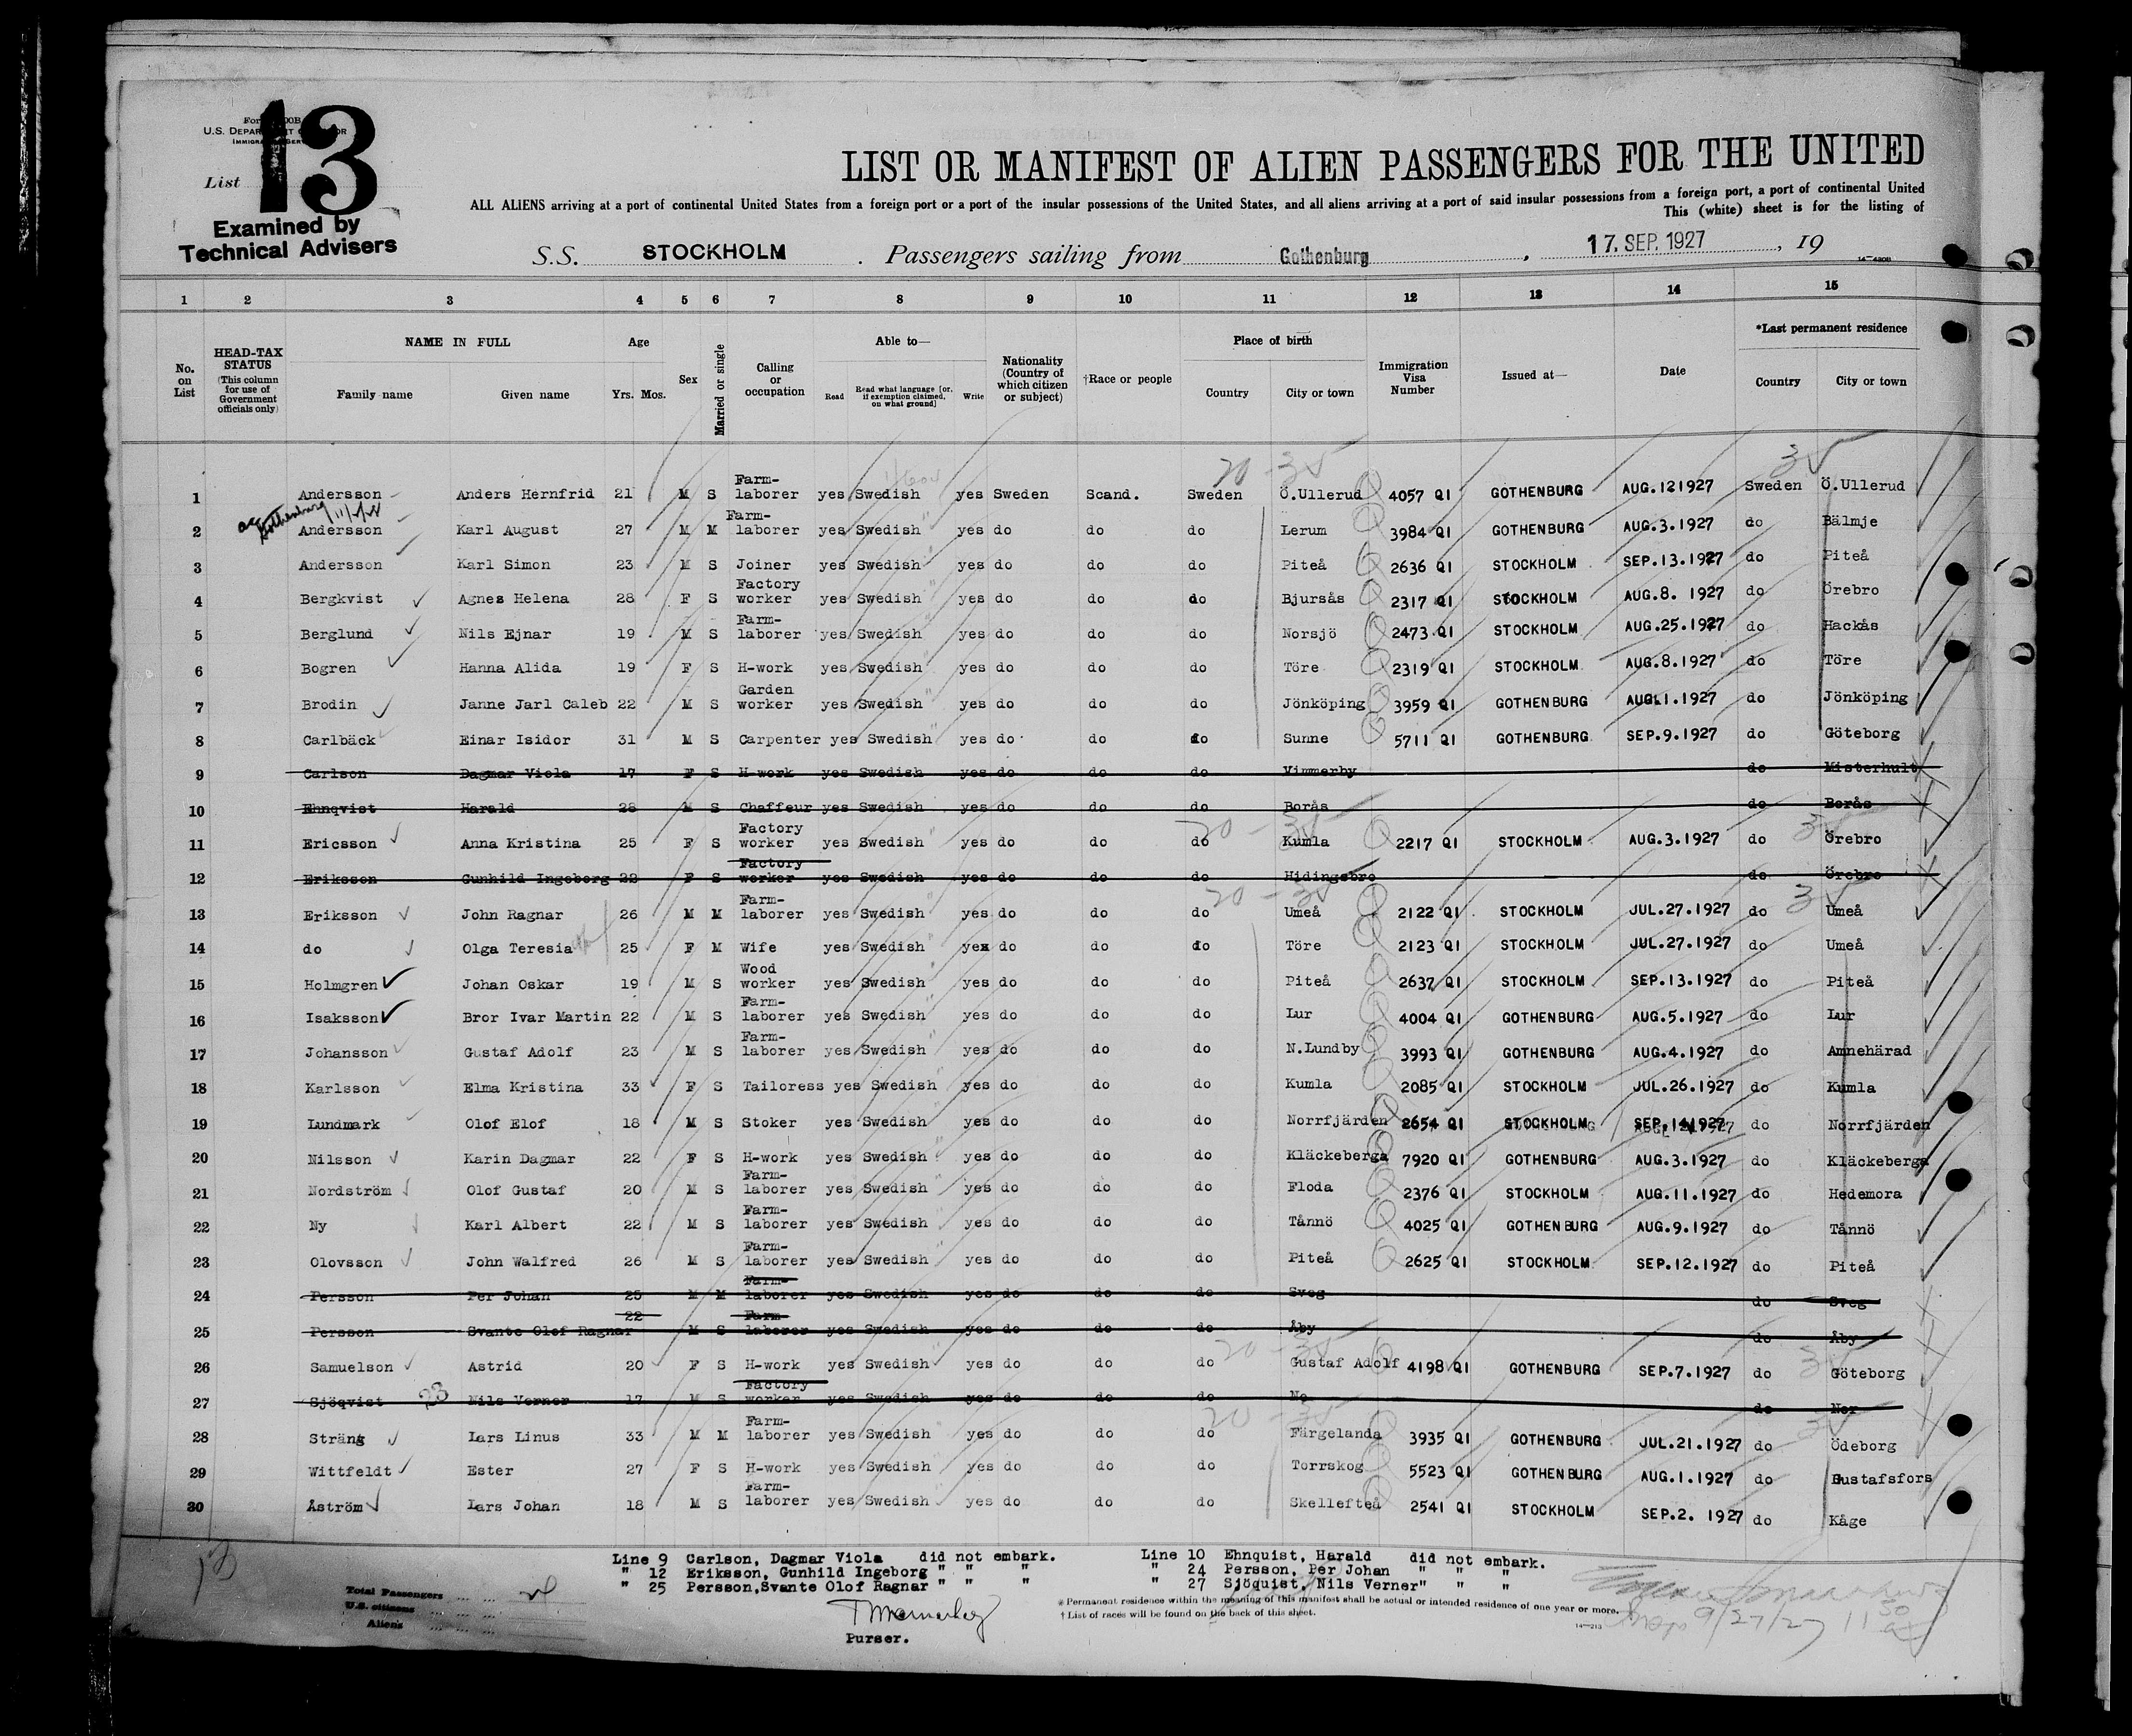 13
List
Examined by
Technical Advisers
LIST OR MANIFEST OF ALIEN PASSENGERS FOR THE UNITED
ALL ALIENS arriving at a port of continental United States from a foreign port or a port of the insular possessions of the United States, and all aliens arriving at a port of said insular possessions from a foreign port, a port of continental United
This (white) sheet is for the listing of
S.S. STOCKHOLM . Passengers sailing from Gothenburg , 17. SEP. 1927 , 19
1 2 3 4 5 6 7 8 9 10 11 12 13 14 15
No. on List
HEAD-TAX STATUS (This column for use of Government officials only)
NAME IN FULL
Family name Given name
Age
Yrs. Mos.
Sex
Married or single
Calling or occupation
Able to—
Read Read what language [or, if exemption claimed, on what ground] Write
Nationality (Country of which citizen or subject)
†Race or people
Place of birth
Country City or town
Immigration Visa Number
Issued at—
Date
*Last permanent residence
Country City or town
1 Andersson Anders Hernfrid 21 M S Farm-laborer yes Swedish yes Sweden Scand. Sweden Ö.Ullerud 4057 QI GOTHENBURG AUG. 12 1927 Sweden Ö.Ullerud
2 Andersson Karl August 27 M M Farm-laborer yes Swedish yes do do do Lerum 3984 QI GOTHENBURG AUG. 3. 1927 do Bälmje
3 Andersson Karl Simon 23 M S Joiner yes Swedish yes do do do Piteå 2636 QI STOCKHOLM SEP. 13. 1927 do Piteå
4 Bergkvist Agnes Helena 28 F S Factory worker yes Swedish yes do do do Bjursås 2317 QI STOCKHOLM AUG. 8. 1927 do Örebro
5 Berglund Nils Ejnar 19 M S Farm-laborer yes Swedish yes do do do Norsjö 2473 QI STOCKHOLM AUG. 25. 1927 do Hackås
6 Bogren Hanna Alida 19 F S H-work yes Swedish yes do do do Töre 2319 QI STOCKHOLM AUG. 8. 1927 do Töre
7 Brodin Janne Jarl Caleb 22 M S Garden worker yes Swedish yes do do do Jönköping 3959 QI GOTHENBURG AUG. 1. 1927 do Jönköping
8 Carlbäck Einar Isidor 31 M S Carpenter yes Swedish yes do do do Sunne 5711 QI GOTHENBURG SEP. 9. 1927 do Göteborg
9 Carlson Dagmar Viola 17 F S H-work yes Swedish yes do do do Vimmerby do Misterhult
10 Ehnqvist Harald 28 M S Chaffeur yes Swedish yes do do do Borås do Borås
11 Ericsson Anna Kristina 25 F S Factory worker yes Swedish yes do do do Kumla 2217 QI STOCKHOLM AUG. 3. 1927 do Örebro
12 Eriksson Gunhild Ingeborg 22 F S Factory worker yes Swedish yes do do do Hidingebro do Örebro
13 Eriksson John Ragnar 26 M M Farm-laborer yes Swedish yes do do do Umeå 2122 QI STOCKHOLM JUL. 27. 1927 do Umeå
14 do Olga Teresia 25 F M Wife yes Swedish yes do do do Töre 2123 QI STOCKHOLM JUL. 27. 1927 do Umeå
15 Holmgren Johan Oskar 19 M S Wood worker yes Swedish yes do do do Piteå 2637 QI STOCKHOLM SEP. 13. 1927 do Piteå
16 Isaksson Bror Ivar Martin 22 M S Farm-laborer yes Swedish yes do do do Lur 4004 QI GOTHENBURG AUG. 5. 1927 do Lur
17 Johansson Gustaf Adolf 23 M S Farm-laborer yes Swedish yes do do do N.Lundby 3993 QI GOTHENBURG AUG. 4. 1927 do Amnehärad
18 Karlsson Elma Kristina 33 F S Tailoress yes Swedish yes do do do Kumla 2085 QI STOCKHOLM JUL. 26. 1927 do Kumla
19 Lundmark Olof Elof 18 M S Stoker yes Swedish yes do do do Norrfjärden 2654 QI STOCKHOLM SEP. 14 1927 do Norrfjärden
20 Nilsson Karin Dagmar 22 F S H-work yes Swedish yes do do do Kläckeberga 7920 QI GOTHENBURG AUG. 3. 1927 do Kläckeberga
21 Nordström Olof Gustaf 20 M S Farm-laborer yes Swedish yes do do do Floda 2376 QI STOCKHOLM AUG. 11. 1927 do Hedemora
22 Ny Karl Albert 22 M S Farm-laborer yes Swedish yes do do do Tånnö 4025 QI GOTHENBURG AUG. 9. 1927 do Tånnö
23 Olovsson John Walfred 26 M S Farm-laborer yes Swedish yes do do do Piteå 2625 QI STOCKHOLM SEP. 12. 1927 do Piteå
24 Persson Per Johan 25 M M Farm-laborer yes Swedish yes do do do Sveg do Sveg
25 Persson Svante Olof Ragnar 22 M S Farm-laborer yes Swedish yes do do do Åby do Åby
26 Samuelson Astrid 20 F S H-work yes Swedish yes do do do Gustaf Adolf 4198 QI GOTHENBURG SEP. 7. 1927 do Göteborg
27 Sjöqvist Nils Verner 17 M S Factory worker yes Swedish yes do do do No do Nor
28 Sträng Lars Linus 33 M M Farm-laborer yes Swedish yes do do do Färgelanda 3935 QI GOTHENBURG JUL. 21. 1927 do Ödeborg
29 Wittfeldt Ester 27 F S H-work yes Swedish yes do do do Torrskog 5523 QI GOTHENBURG AUG. 1. 1927 do Gustafsfors
30 Åström Lars Johan 18 M S Farm-laborer yes Swedish yes do do do Skellefteå 2541 QI STOCKHOLM SEP. 2. 1927 do Kåge
Line 9 Carlson, Dagmar Viola did not embark. Line 10 Ehnquist, Harald did not embark.
" 12 Eriksson, Gunhild Ingeborg " " " " 24 Persson, Per Johan " " "
" 25 Persson,Svante Olof Ragnar " " " " 27 Sjöquist, Nils Verner" " "
Purser.
* Permanent residence within the meaning of this manifest shall be actual or intended residence of one year or more.
† List of races will be found on the back of this sheet.
Total Passengers
U.S. citizens
Aliens
9/27/27 11 30